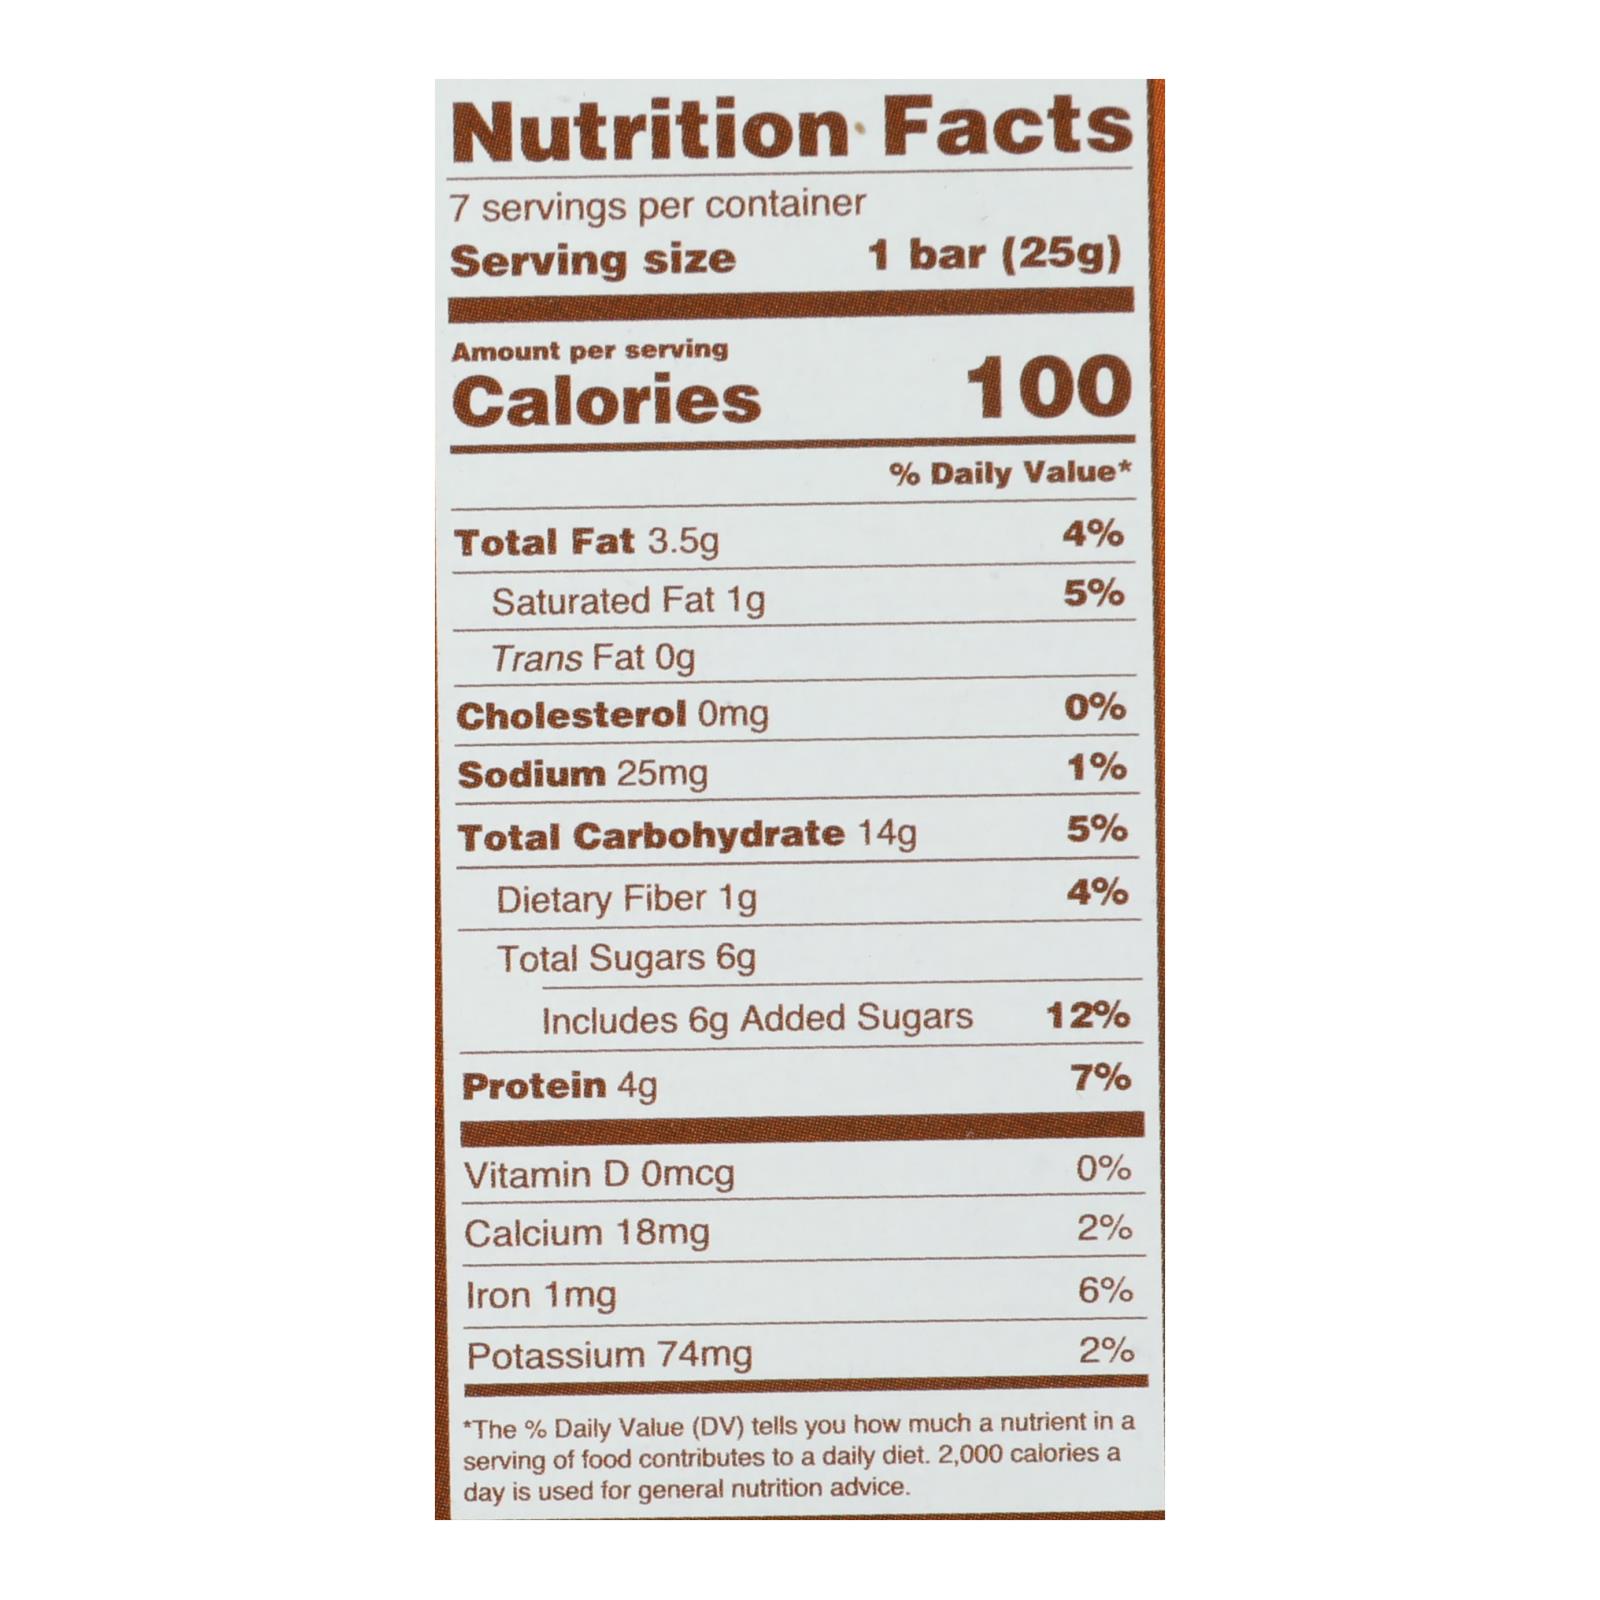 Nutrition Facts
7 servings per container
Serving size 1 bar (25g)
Amount per serving
Calories 100
% Daily Value*
Total Fat 3.5g 4%
Saturated Fat 1g 5%
Trans Fat 0g
Cholesterol 0mg 0%
Sodium 25mg 1%
Total Carbohydrate 14g 5%
Dietary Fiber 1g 4%
Total Sugars 6g
Includes 6g Added Sugars 12%
Protein 4g 7%
Vitamin D 0mcg 0%
Calcium 18mg 2%
Iron 1mg 6%
Potassium 74mg 2%
*The % Daily Value (DV) tells you how much a nutrient in a
serving of food contributes to a daily diet. 2,000 calories a
day is used for general nutrition advice.